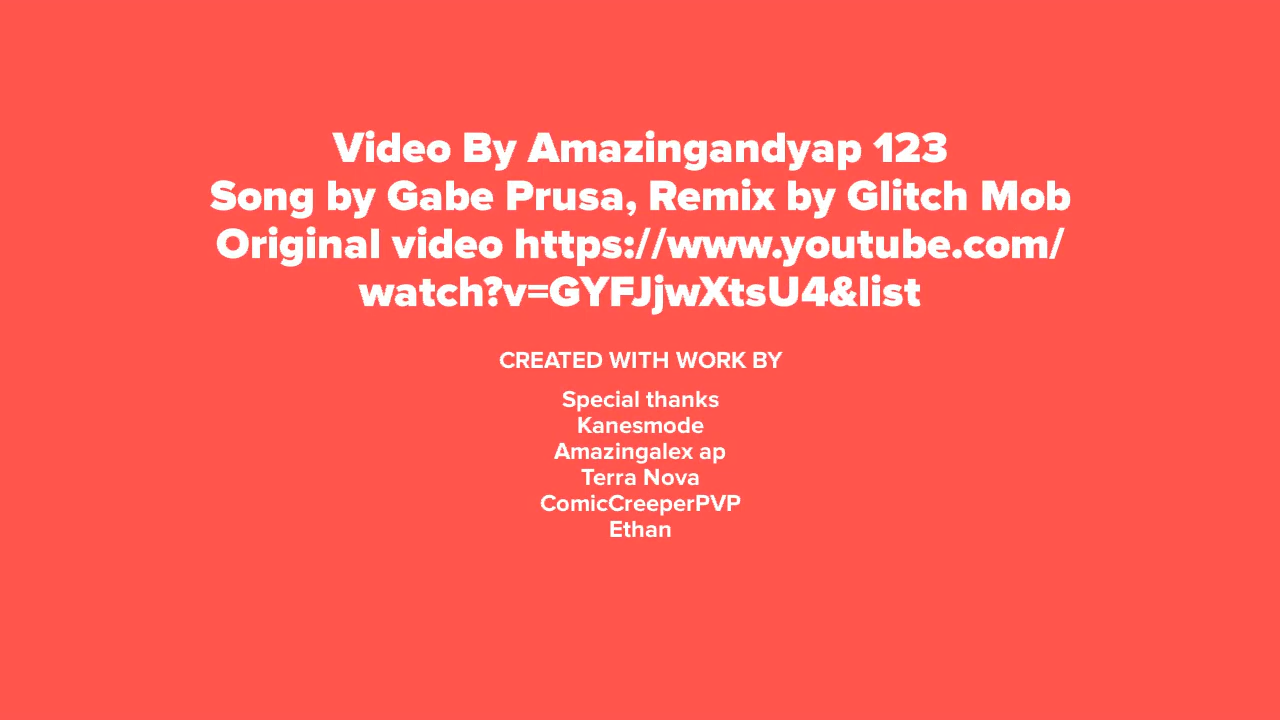 Video By Amazingandyap 123
Song by Gabe Prusa, Remix by Glitch Mob
Original video https://www.youtube.com/
watch?v=GYFJjwXtsU4&list
CREATED WITH WORK BY
Special thanks
Kanesmode
Amazingalex ap
Terra Nova
ComicCreeperPVP
Ethan